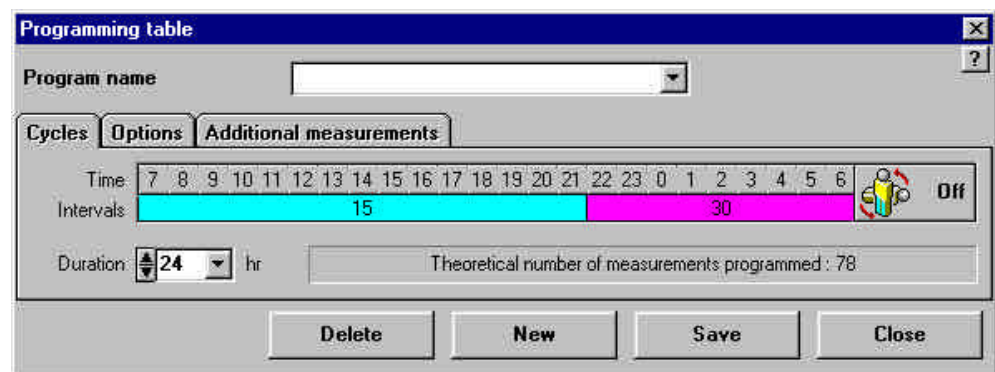 Programming table
?
Program name
Cycles Options Additional measurements
Time 7 8 9 10 11 12 13 14 15 16 17 18 19 20 21 22 23 0 1 2 3 4 5 6 Off
Intervals 15 30
Duration 24 hr Theoretical number of measurements programmed : 78
Delete New Save Close